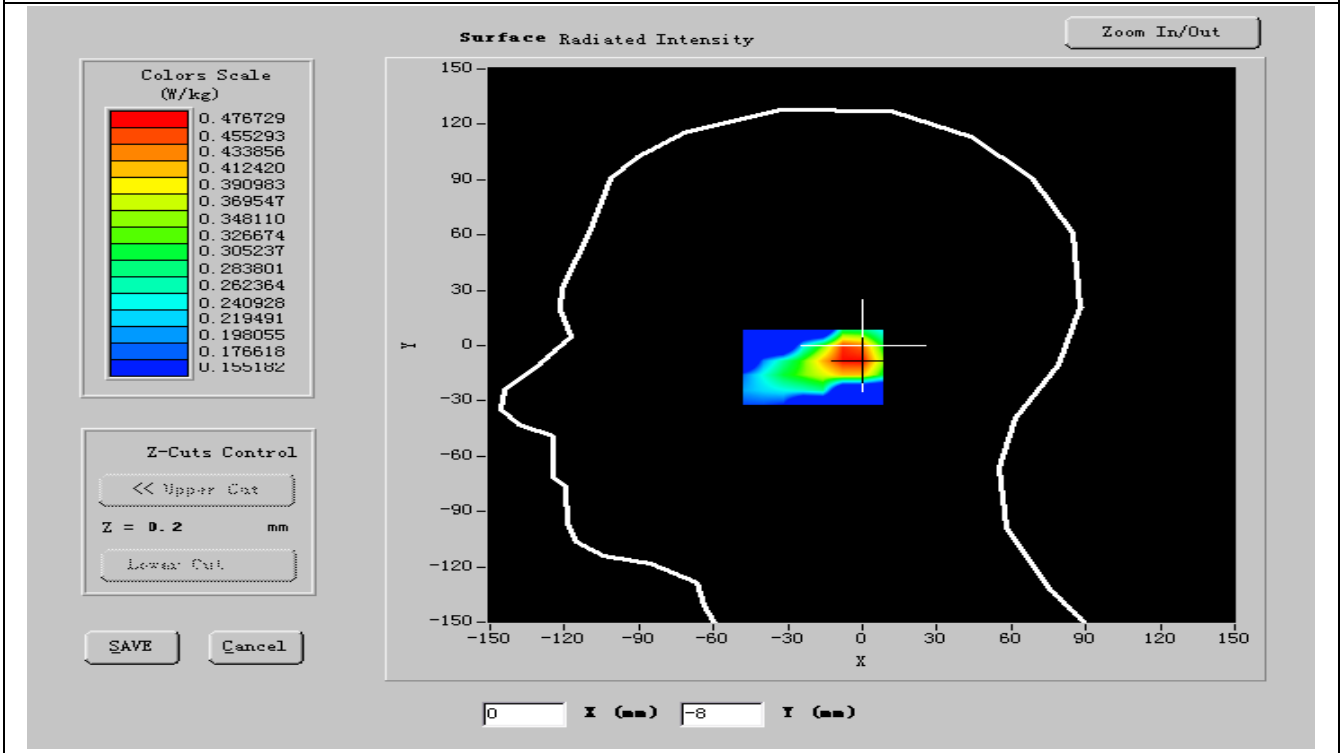 Surface Radiated Intensity
Zoom In/Out
Colors Scale
(W/kg)
0.476729
0.455293
0.433856
0.412420
0.390983
0.369547
0.348110
0.326674
0.305237
0.283801
0.262364
0.240928
0.219491
0.198055
0.176618
0.155182
Z-Cuts Control
<< Upper Cut
Z = 0.2 mm
Lower Cut
SAVE
Cancel
150
120
90
60
30
0
-30
-60
-90
-120
-150
Y
-150 -120 -90 -60 -30 0 30 60 90 120 150
X
0 X (mm) -8 Y (mm)